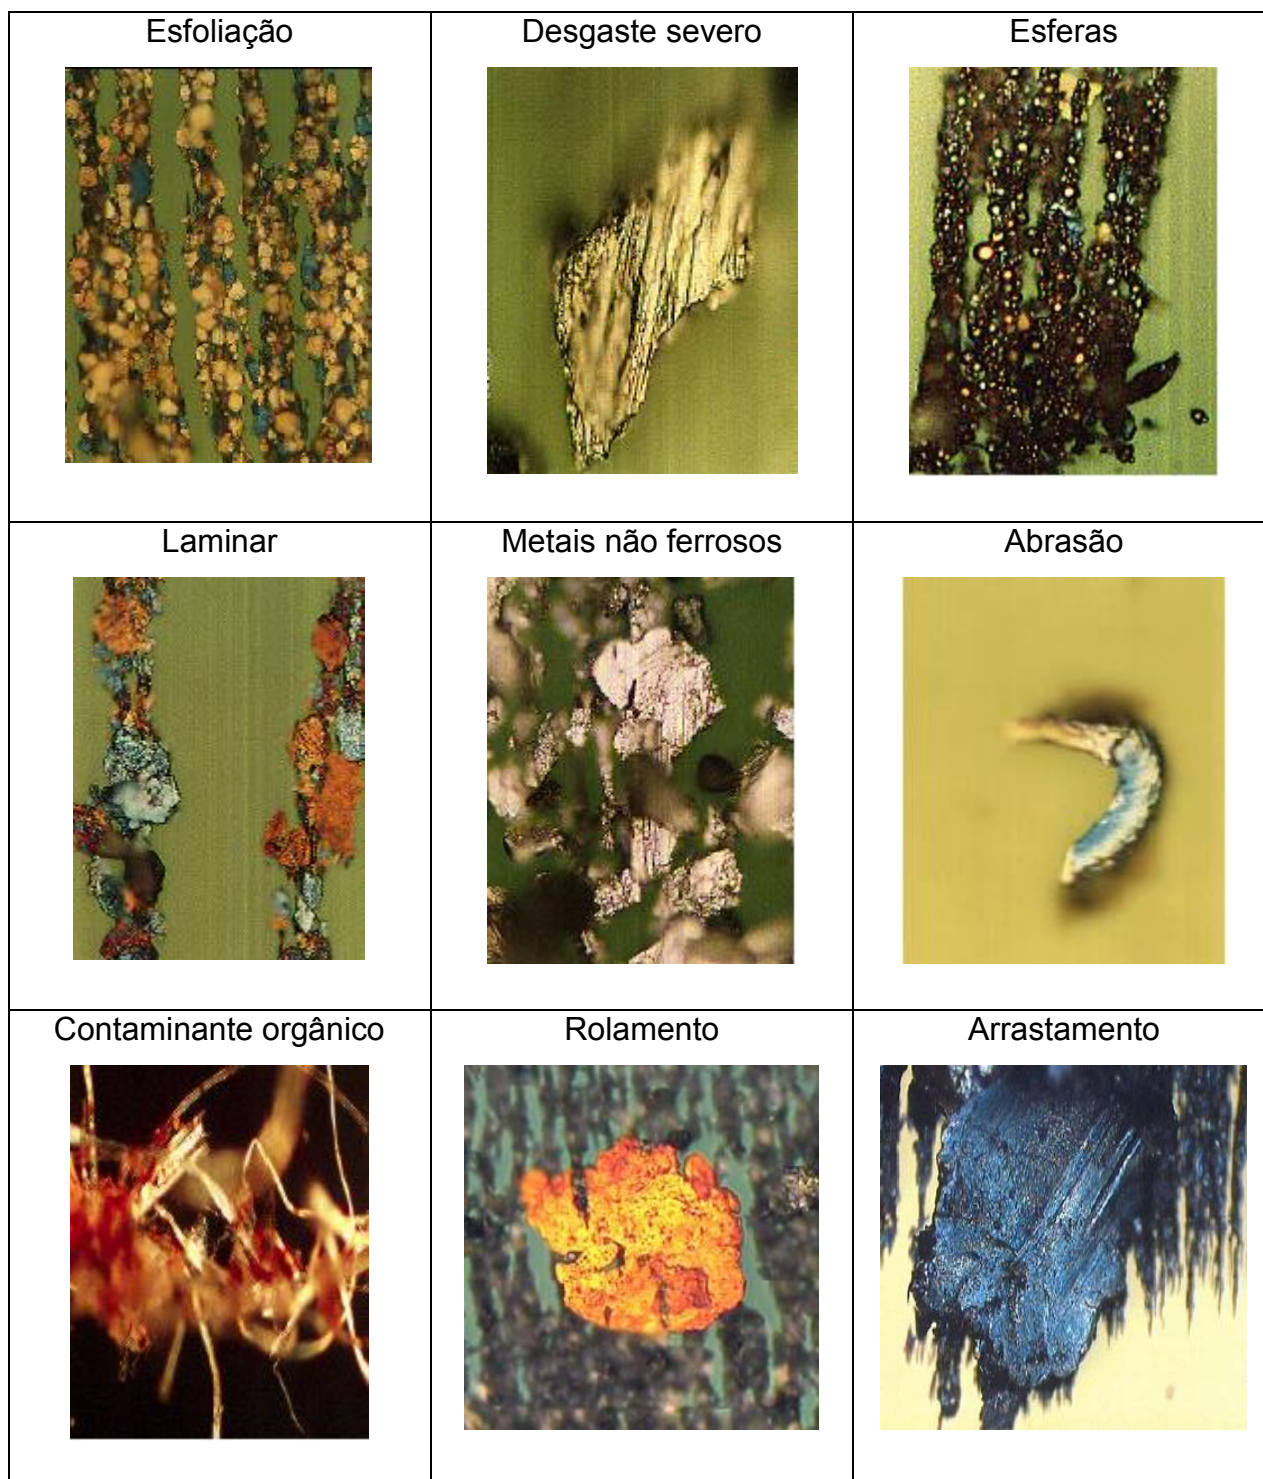 Esfoliação
Desgaste severo
Esferas
Laminar
Metais não ferrosos
Abrasão
Contaminante orgânico
Rolamento
Arrastamento